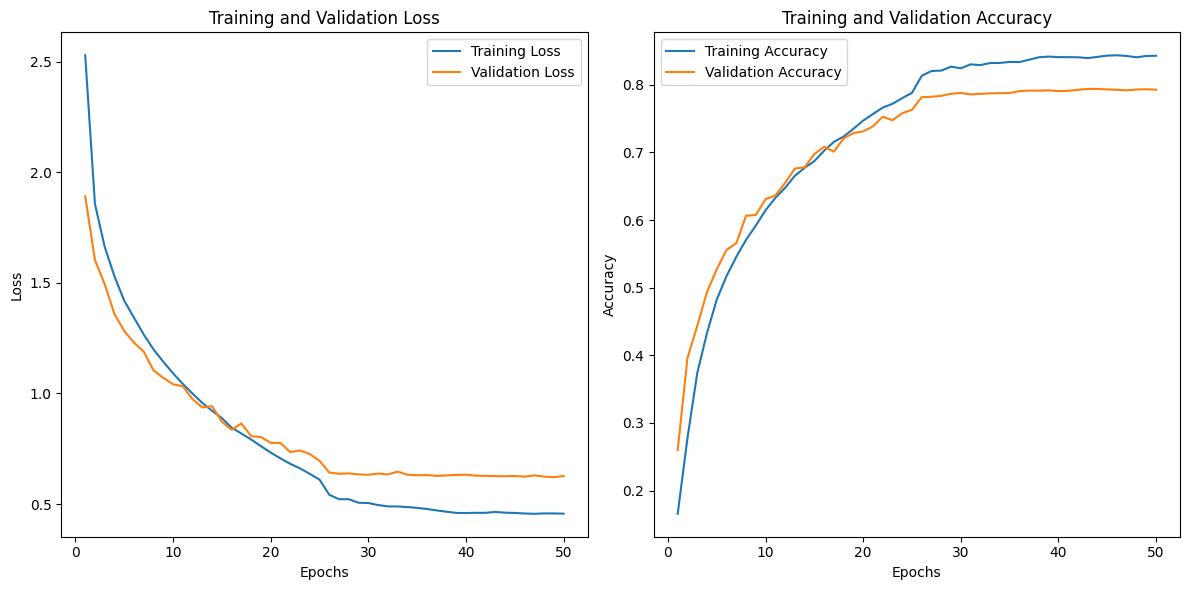 Training and Validation Loss
Training Loss
Validation Loss
2.5
2.0
1.5
1.0
0.5
Loss
0
10
20
30
40
50
Epochs
Training and Validation Accuracy
Training Accuracy
Validation Accuracy
0.8
0.7
0.6
0.5
0.4
0.3
0.2
Accuracy
0
10
20
30
40
50
Epochs